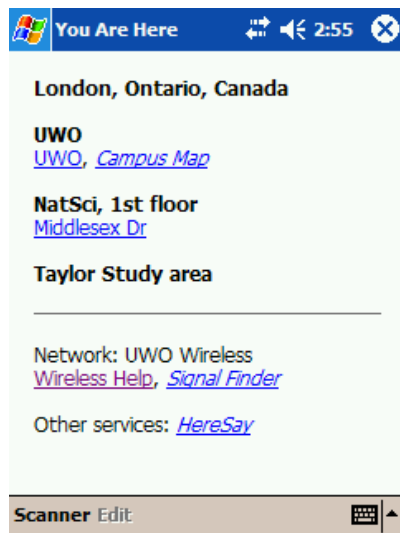 You Are Here 2:55
London, Ontario, Canada
UWO
UWO, Campus Map
NatSci, 1st floor
Middlesex Dr
Taylor Study area
Network: UWO Wireless
Wireless Help, Signal Finder
Other services: HereSay
Scanner Edit